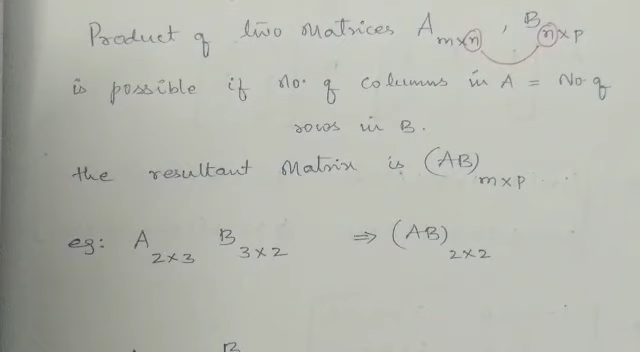 Product of two matrices A m×n , B n×p
is possible if no. of columns in A = No. of
rows in B.
the resultant matrix is (AB) m×p ..
eg: A 2×3 B 3×2 ⇒ (AB) 2×2
B